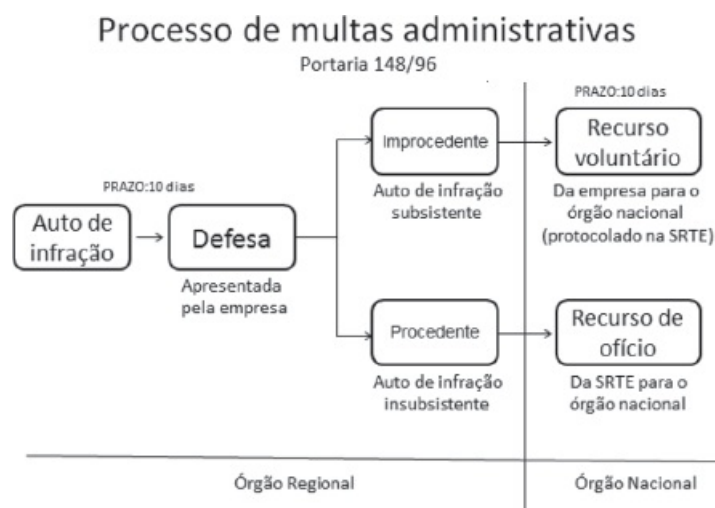 Processo de multas administrativas
Portaria 148/96
PRAZO:10 dias
Auto de
infração
Defesa
Apresentada
pela empresa
Improcedente
Auto de infração
subsistente
Procedente
Auto de infração
insubsistente
PRAZO:10 dias
Recurso
voluntário
Da empresa para o
órgão nacional
(protocolado na SRTE)
Recurso de
ofício
Da SRTE para o
órgão nacional
Órgão Regional
Órgão Nacional